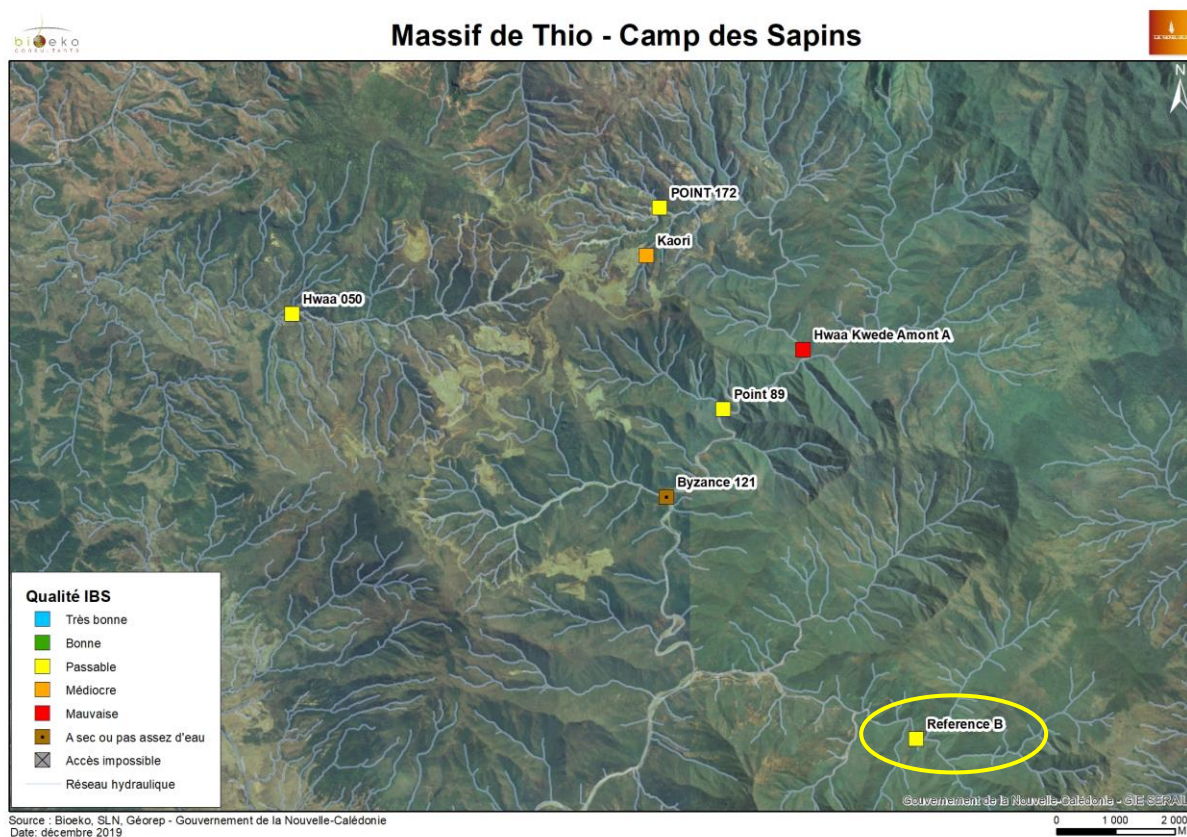 bioeko
CONSULTANTS
Massif de Thio - Camp des Sapins
N
POINT 172
Kaori
Hwaa 050
Hwaa Kwede Amont A
Point 89
Byzance 121
Reference B
Qualité IBS
Très bonne
Bonne
Passable
Médiocre
Mauvaise
A sec ou pas assez d'eau
Accès impossible
Réseau hydraulique
Gouvernement de la Nouvelle-Calédonie - GIE SERAIL
Source : Bioeko, SLN, Géorep - Gouvernement de la Nouvelle-Calédonie
Date: décembre 2019
0 1 000 2 000
M